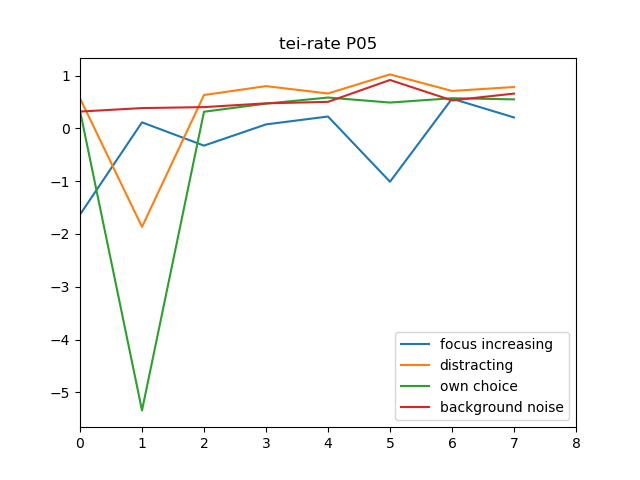 tei-rate P05
1
0
−1
−2
−3
−4
−5
0 1 2 3 4 5 6 7 8
focus increasing
distracting
own choice
background noise